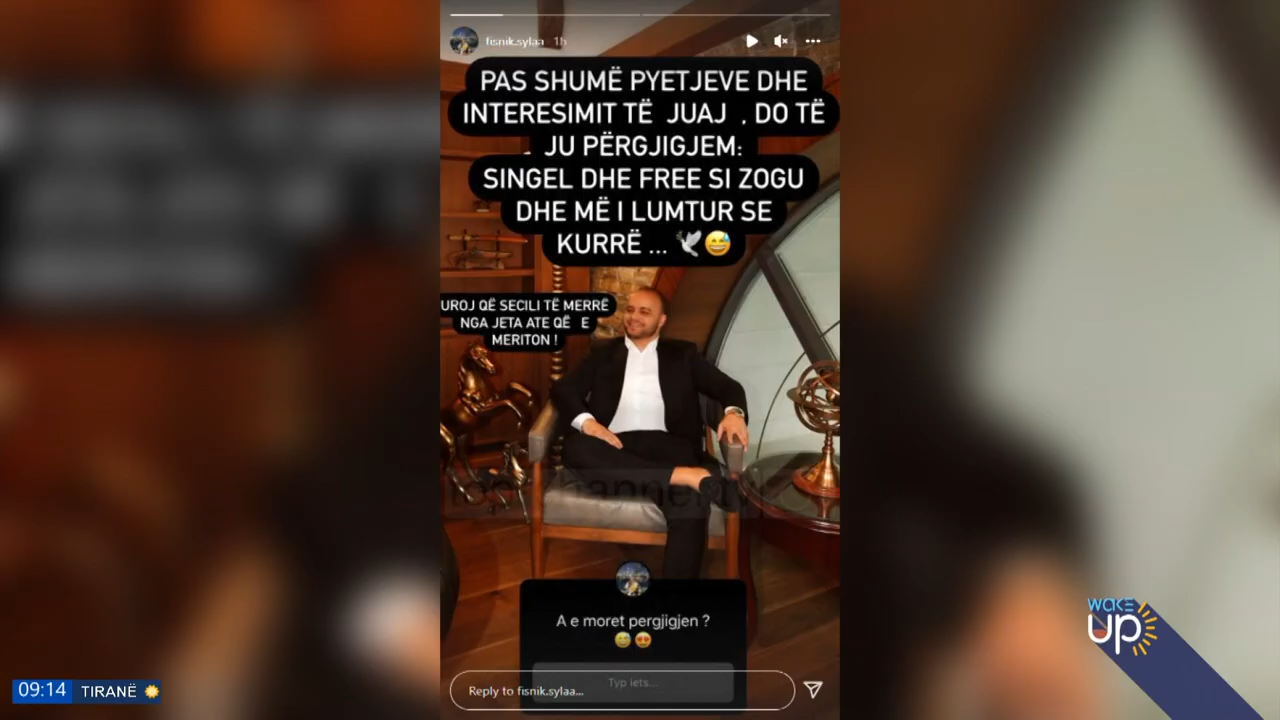 fisnik.sylaa 1h
PAS SHUMË PYETJEVE DHE
INTERESIMIT TË JUAJ , DO TË
JU PËRGJIGJEM:
SINGEL DHE FREE SI ZOGU
DHE MË I LUMTUR SE
KURRË ... 🕊😅
UROJ QË SECILI TË MERRË
NGA JETA ATE QË E
MERITON !
A e moret pergjigjen ?
😅😍
Typ iets...
Reply to fisnik.sylaa...
WAKE
UP
09:14 TIRANË